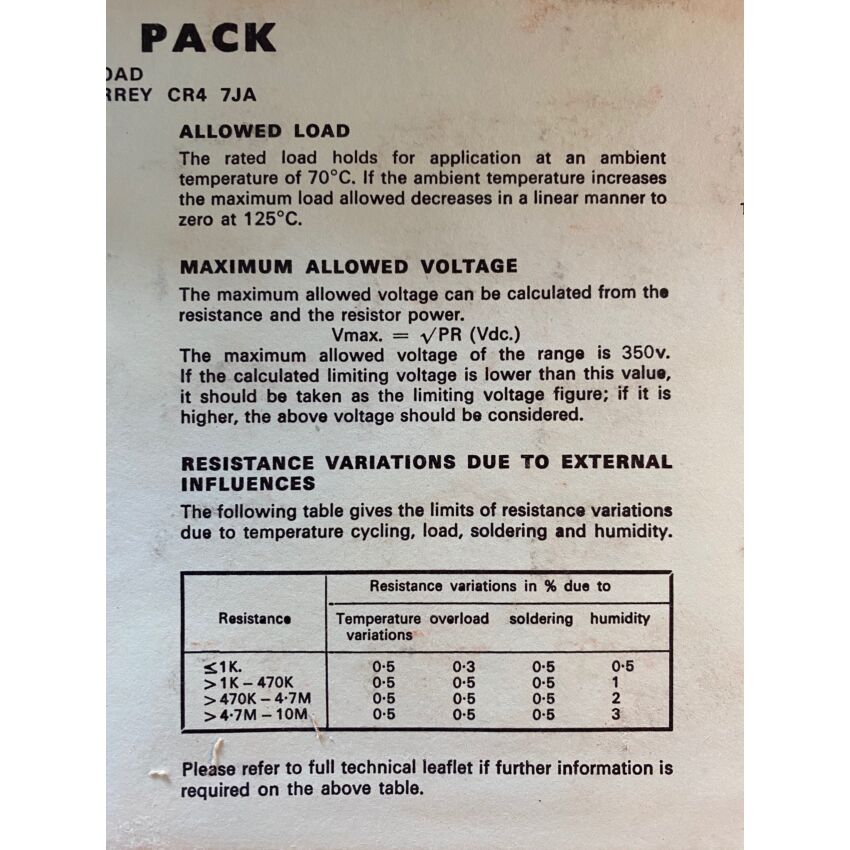 PACK
OAD
RREY CR4 7JA
ALLOWED LOAD
The rated load holds for application at an ambient
temperature of 70°C. If the ambient temperature increases
the maximum load allowed decreases in a linear manner to
zero at 125°C.
MAXIMUM ALLOWED VOLTAGE
The maximum allowed voltage can be calculated from the
resistance and the resistor power.
Vmax. = √PR (Vdc.)
The maximum allowed voltage of the range is 350v.
If the calculated limiting voltage is lower than this value,
it should be taken as the limiting voltage figure; if it is
higher, the above voltage should be considered.
RESISTANCE VARIATIONS DUE TO EXTERNAL
INFLUENCES
The following table gives the limits of resistance variations
due to temperature cycling, load, soldering and humidity.
Resistance variations in % due to
Resistance Temperature overload soldering humidity
variations
≤1K. 0·5 0·3 0·5 0·5
>1K – 470K 0·5 0·5 0·5 1
>470K – 4·7M 0·5 0·5 0·5 2
>4·7M – 10M 0·5 0·5 0·5 3
Please refer to full technical leaflet if further information is
required on the above table.